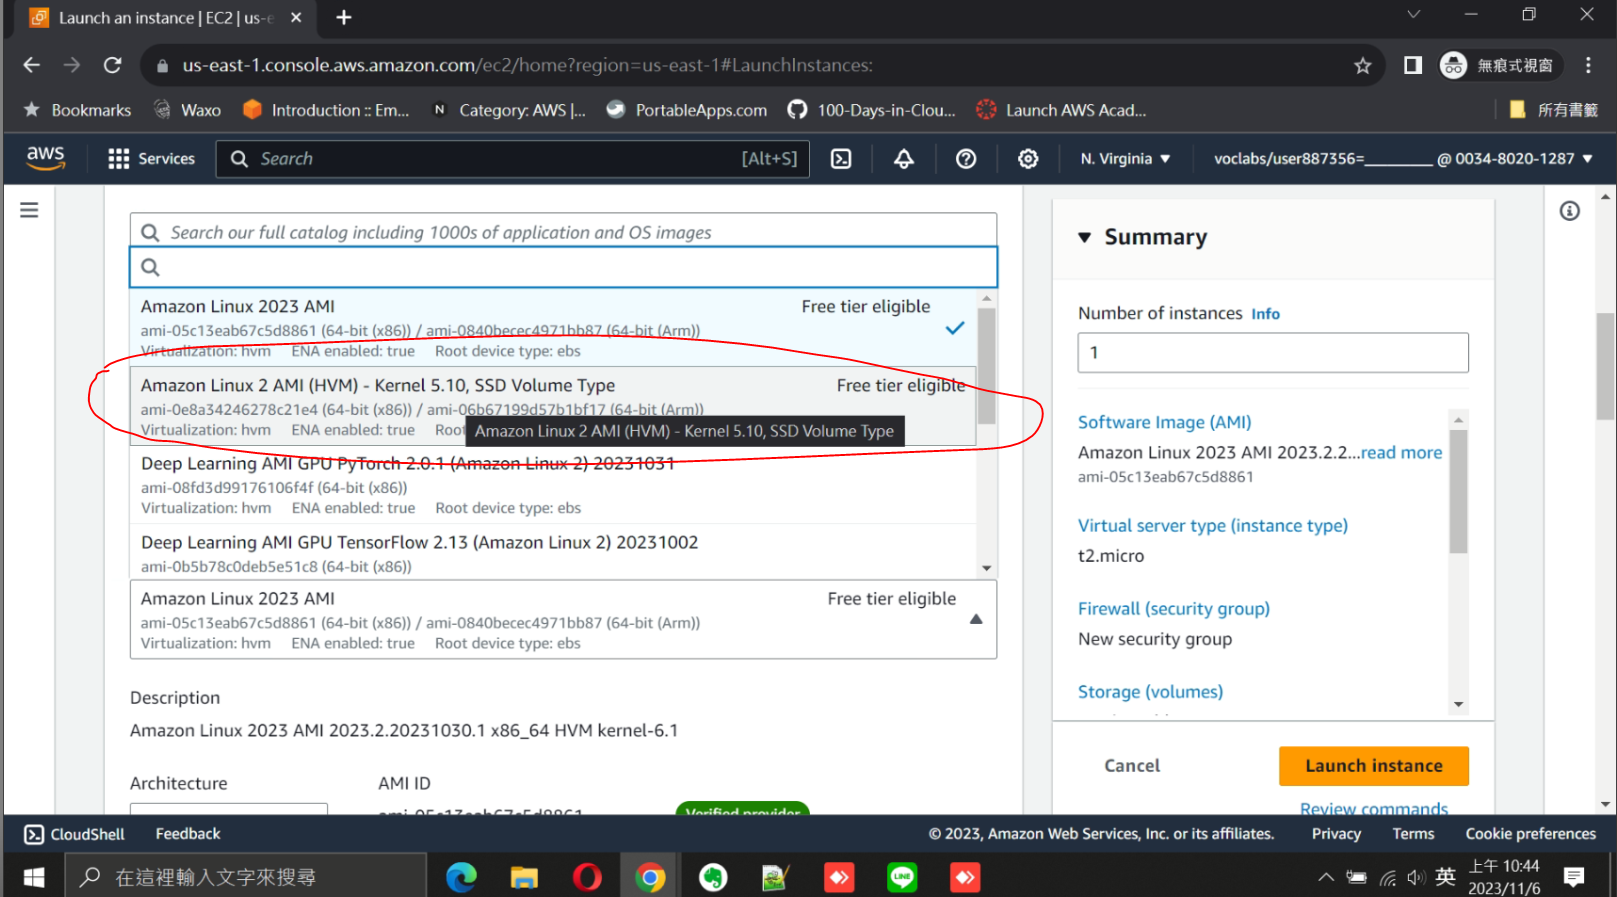 Launch an instance | EC2 | us-e
us-east-1.console.aws.amazon.com/ec2/home?region=us-east-1#LaunchInstances:
無痕式視窗
Bookmarks
Waxo
Introduction :: Em...
Category: AWS |...
PortableApps.com
100-Days-in-Clou...
Launch AWS Acad...
所有書籤
aws
Services
Search
[Alt+S]
N. Virginia
voclabs/user887356=________ @ 0034-8020-1287
Search our full catalog including 1000s of application and OS images
Amazon Linux 2023 AMI
Free tier eligible
ami-05c13eab67c5d8861 (64-bit (x86)) / ami-0840becec4971bb87 (64-bit (Arm))
Virtualization: hvm ENA enabled: true Root device type: ebs
Amazon Linux 2 AMI (HVM) - Kernel 5.10, SSD Volume Type
Free tier eligible
ami-0e8a34246278c21e4 (64-bit (x86)) / ami-06b67199d57b1bf17 (64-bit (Arm))
Virtualization: hvm ENA enabled: true Root
Amazon Linux 2 AMI (HVM) - Kernel 5.10, SSD Volume Type
Deep Learning AMI GPU PyTorch 2.0.1 (Amazon Linux 2) 20231031
ami-08fd3d99176106f4f (64-bit (x86))
Virtualization: hvm ENA enabled: true Root device type: ebs
Deep Learning AMI GPU TensorFlow 2.13 (Amazon Linux 2) 20231002
ami-0b5b78c0deb5e51c8 (64-bit (x86))
Amazon Linux 2023 AMI
Free tier eligible
ami-05c13eab67c5d8861 (64-bit (x86)) / ami-0840becec4971bb87 (64-bit (Arm))
Virtualization: hvm ENA enabled: true Root device type: ebs
Description
Amazon Linux 2023 AMI 2023.2.20231030.1 x86_64 HVM kernel-6.1
Architecture
AMI ID
ami-05c13eab67c5d8861
Verified provider
Summary
Number of instances Info
1
Software Image (AMI)
Amazon Linux 2023 AMI 2023.2.2...read more
ami-05c13eab67c5d8861
Virtual server type (instance type)
t2.micro
Firewall (security group)
New security group
Storage (volumes)
Cancel
Launch instance
Review commands
CloudShell
Feedback
© 2023, Amazon Web Services, Inc. or its affiliates.
Privacy
Terms
Cookie preferences
在這裡輸入文字來搜尋
LINE
英
上午 10:44
2023/11/6